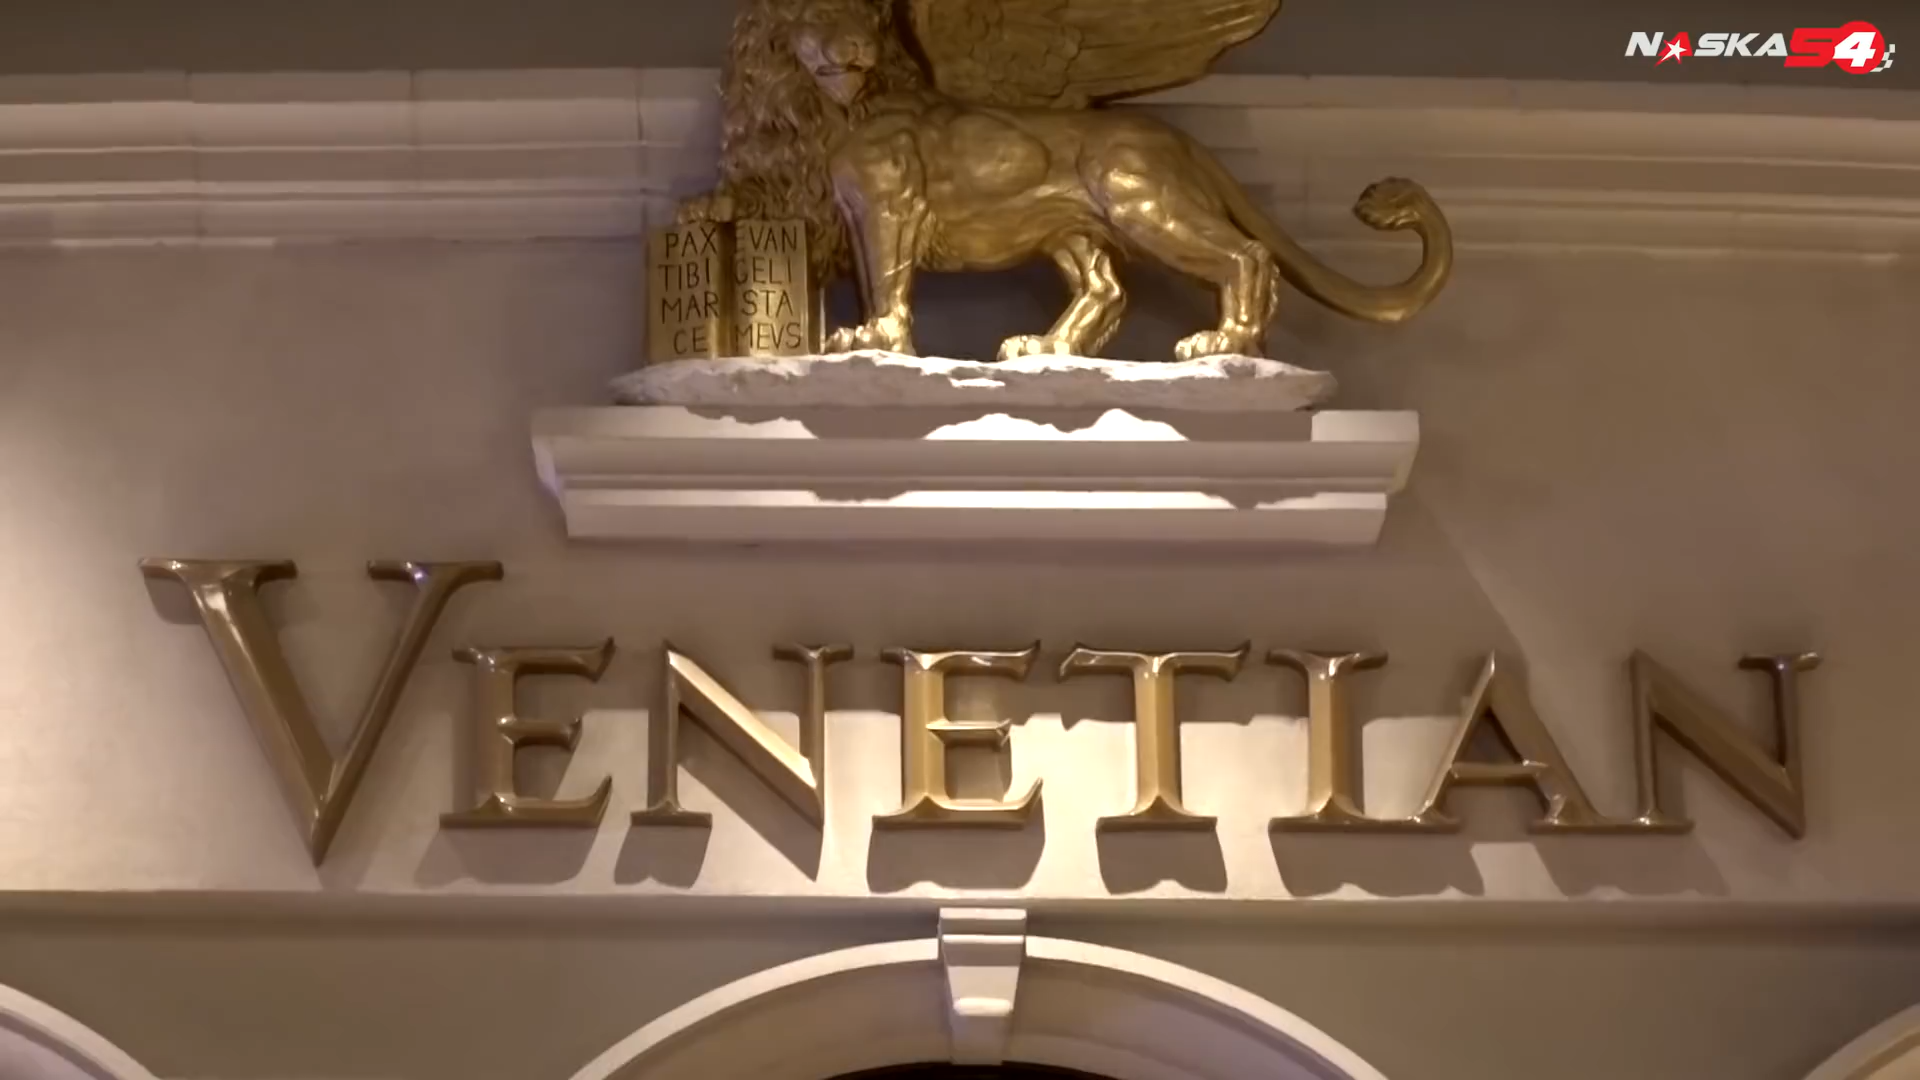 NASKA54
PAX EVAN
TIBI GELI
MAR STA
CE MEVS
VENETIAN